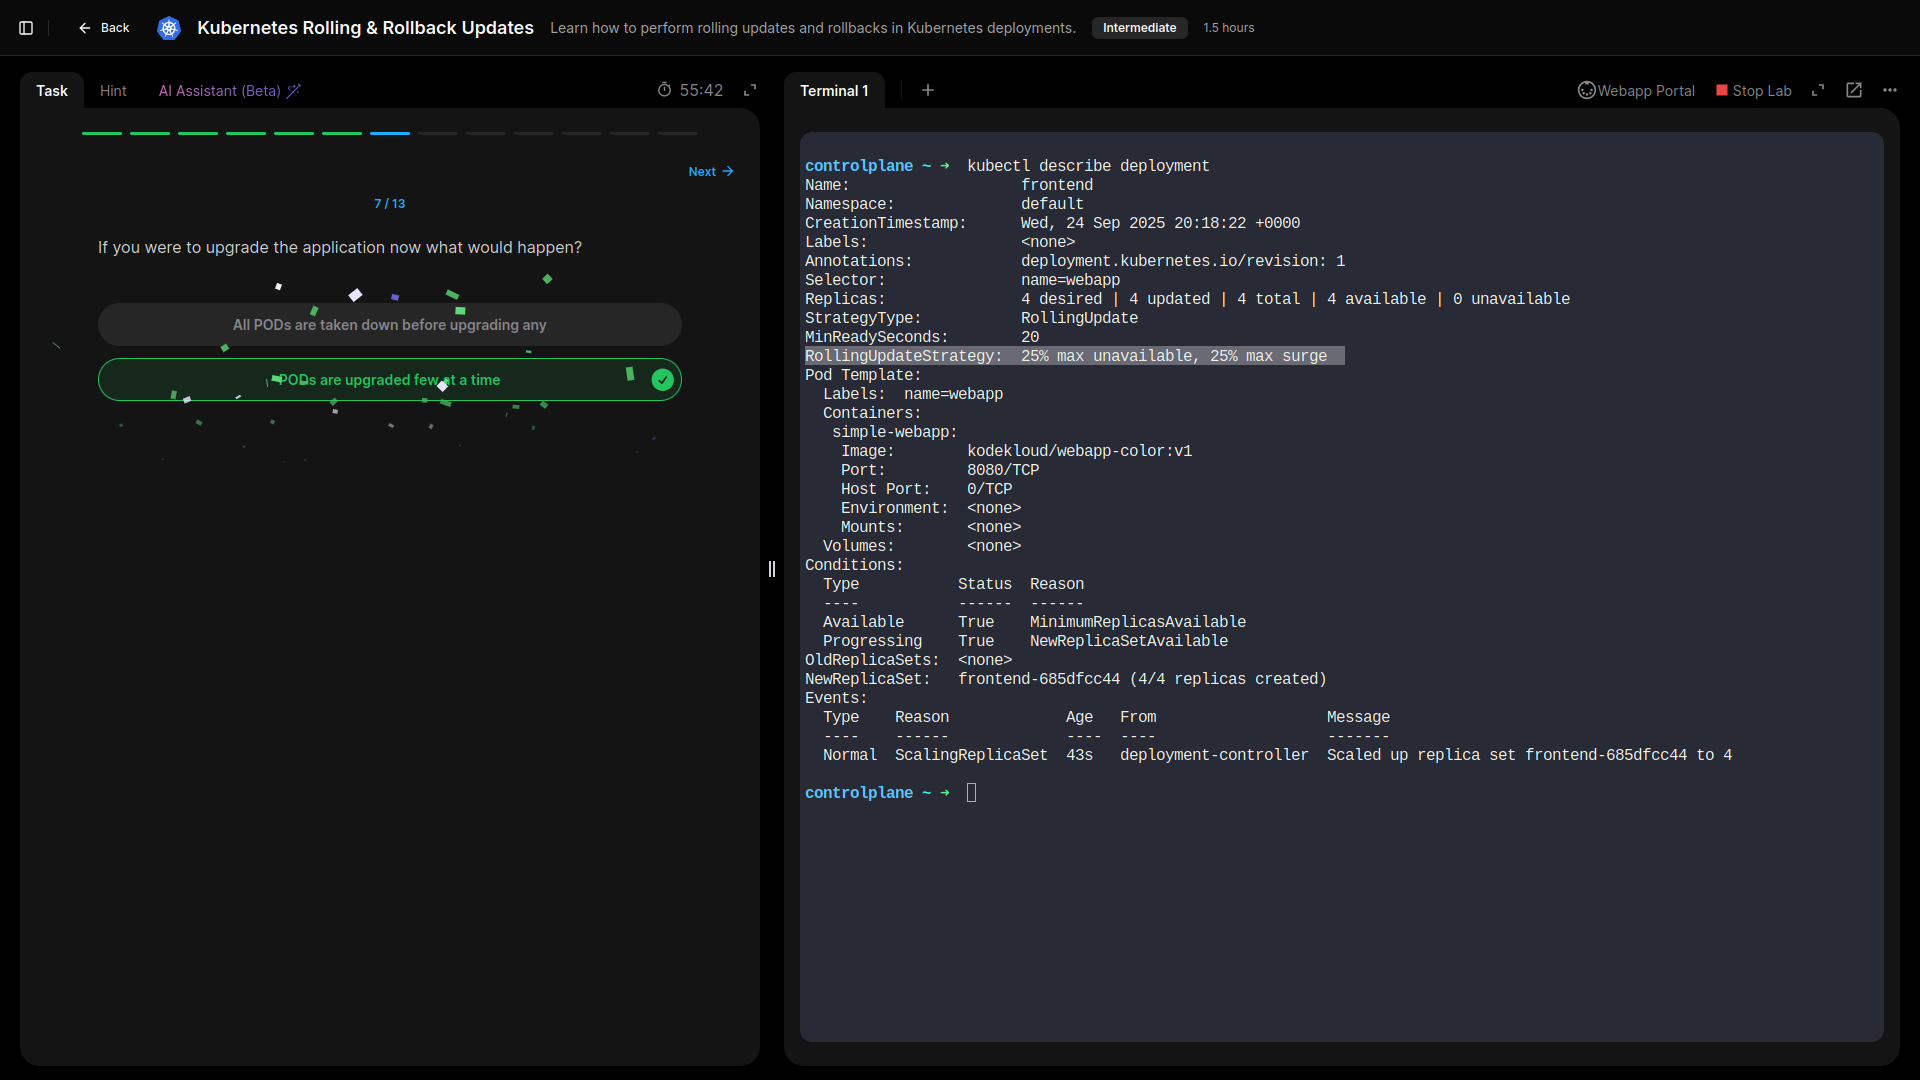 Back
Kubernetes Rolling & Rollback Updates
Learn how to perform rolling updates and rollbacks in Kubernetes deployments.
Intermediate
1.5 hours
Task
Hint
AI Assistant (Beta)
55:42
Next
7 / 13
If you were to upgrade the application now what would happen?
All PODs are taken down before upgrading any
PODs are upgraded few at a time
Terminal 1
+
Webapp Portal
Stop Lab
controlplane ~ ➜  kubectl describe deployment
Name:                   frontend
Namespace:              default
CreationTimestamp:      Wed, 24 Sep 2025 20:18:22 +0000
Labels:                 <none>
Annotations:            deployment.kubernetes.io/revision: 1
Selector:               name=webapp
Replicas:               4 desired | 4 updated | 4 total | 4 available | 0 unavailable
StrategyType:           RollingUpdate
MinReadySeconds:        20
RollingUpdateStrategy:  25% max unavailable, 25% max surge
Pod Template:
  Labels:  name=webapp
  Containers:
   simple-webapp:
    Image:        kodekloud/webapp-color:v1
    Port:         8080/TCP
    Host Port:    0/TCP
    Environment:  <none>
    Mounts:       <none>
  Volumes:        <none>
Conditions:
  Type           Status  Reason
  ----           ------  ------
  Available      True    MinimumReplicasAvailable
  Progressing    True    NewReplicaSetAvailable
OldReplicaSets:  <none>
NewReplicaSet:   frontend-685dfcc44 (4/4 replicas created)
Events:
  Type    Reason             Age   From                   Message
  ----    ------             ----  ----                   -------
  Normal  ScalingReplicaSet  43s   deployment-controller  Scaled up replica set frontend-685dfcc44 to 4
controlplane ~ ➜